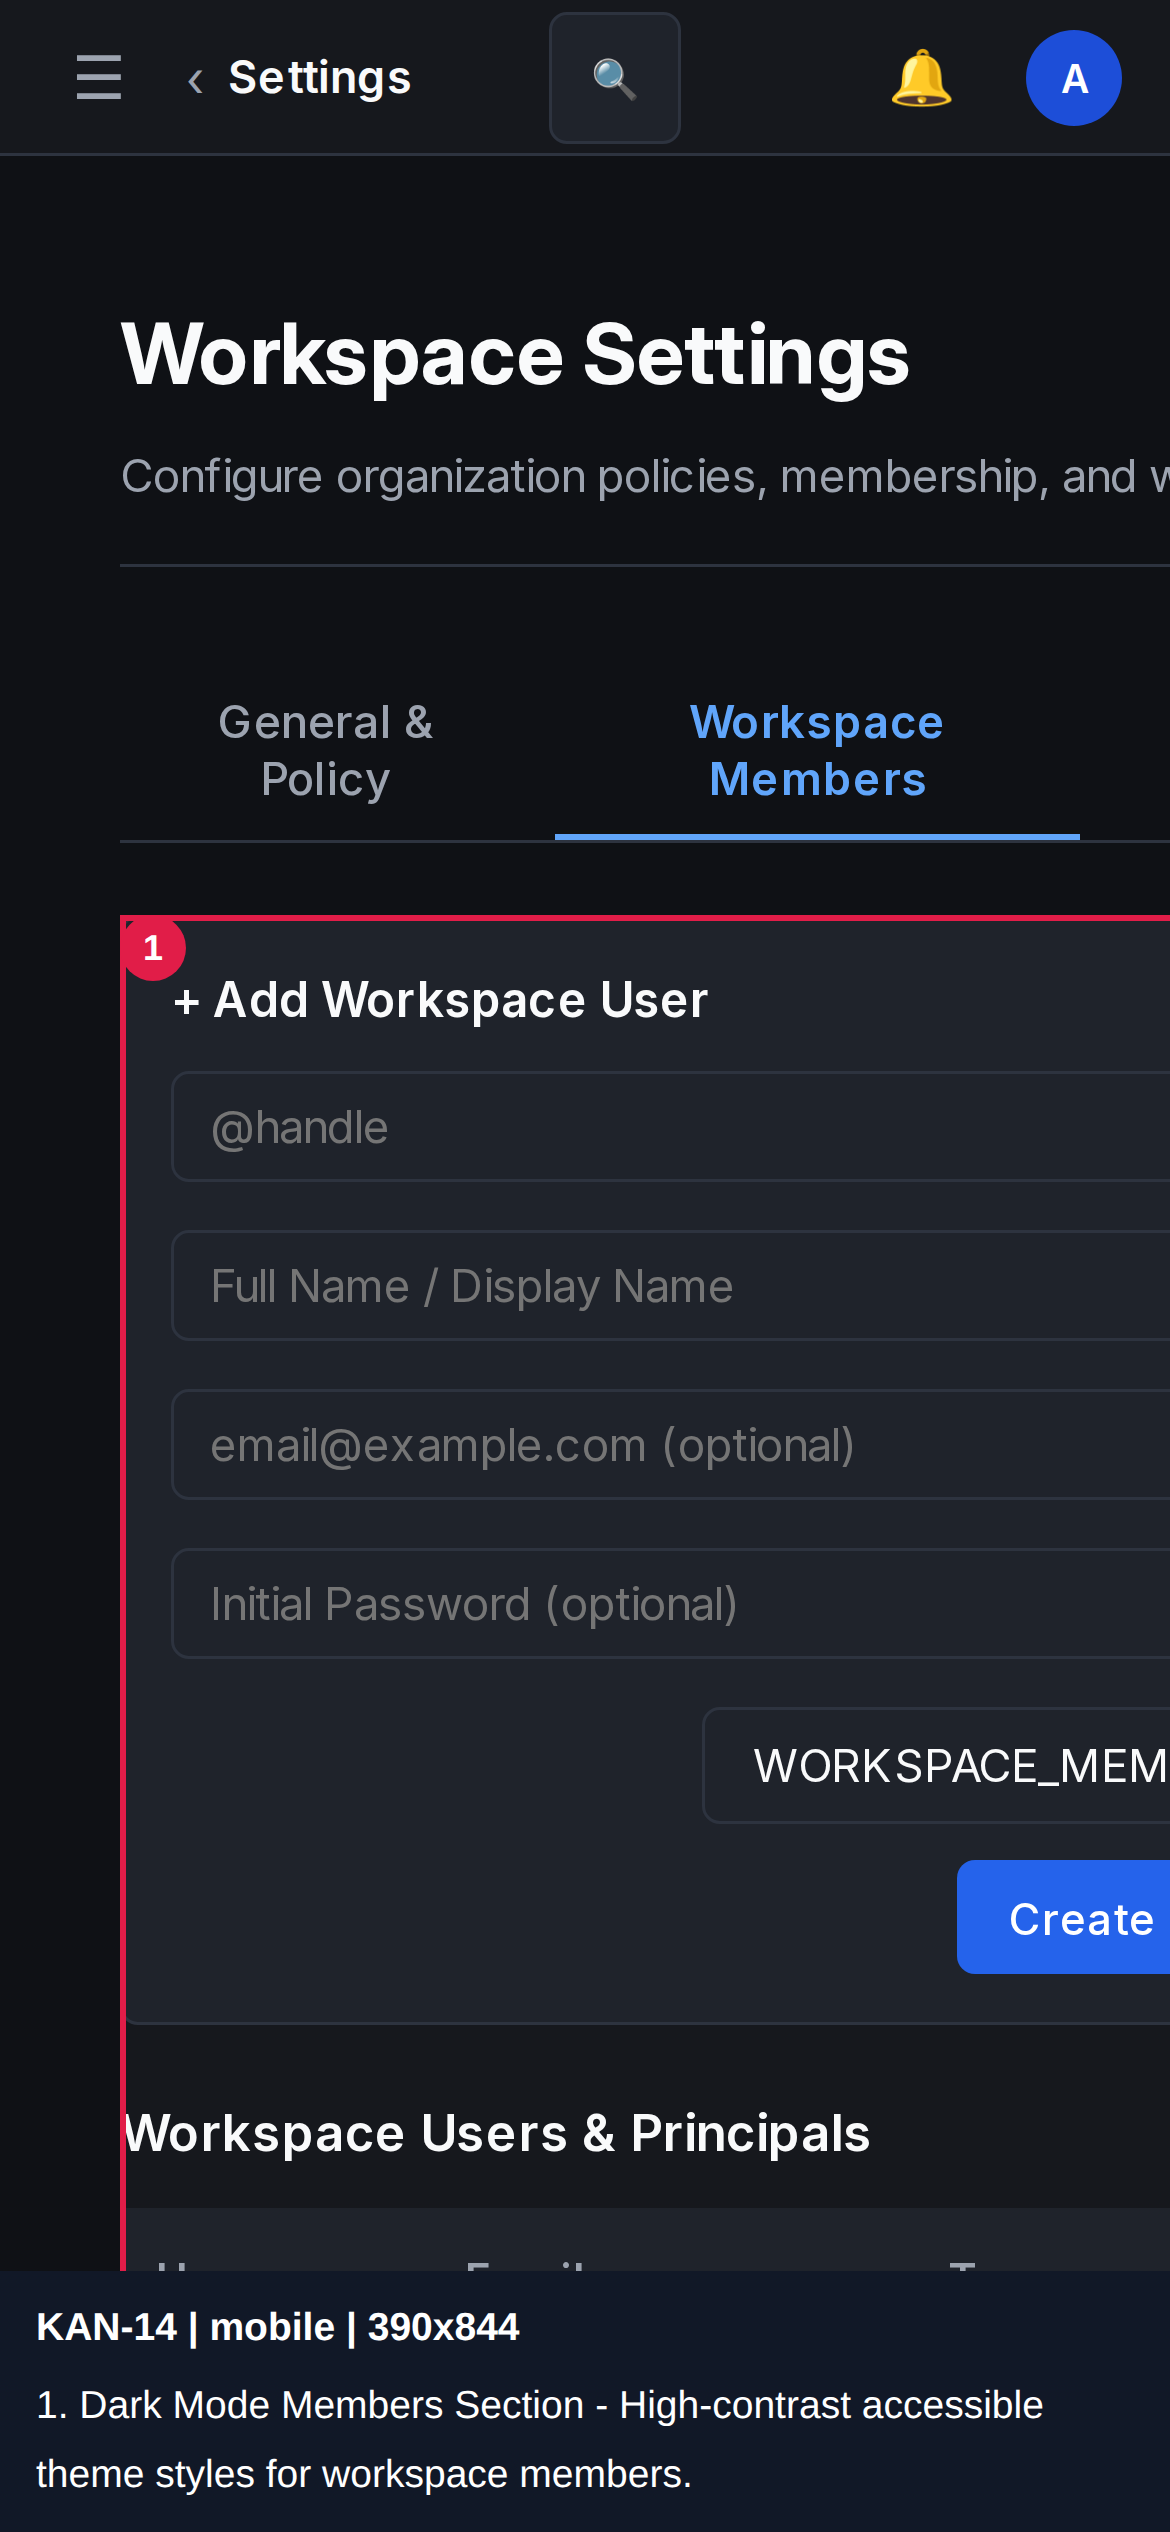 ☰ ‹ Settings 🔍 🔔 A
Workspace Settings
Configure organization policies, membership, and
General &
Policy
Workspace
Members
1
+ Add Workspace User
@handle
Full Name / Display Name
email@example.com (optional)
Initial Password (optional)
WORKSPACE_MEM
Create
Workspace Users & Principals
KAN-14 | mobile | 390x844
1. Dark Mode Members Section - High-contrast accessible
theme styles for workspace members.